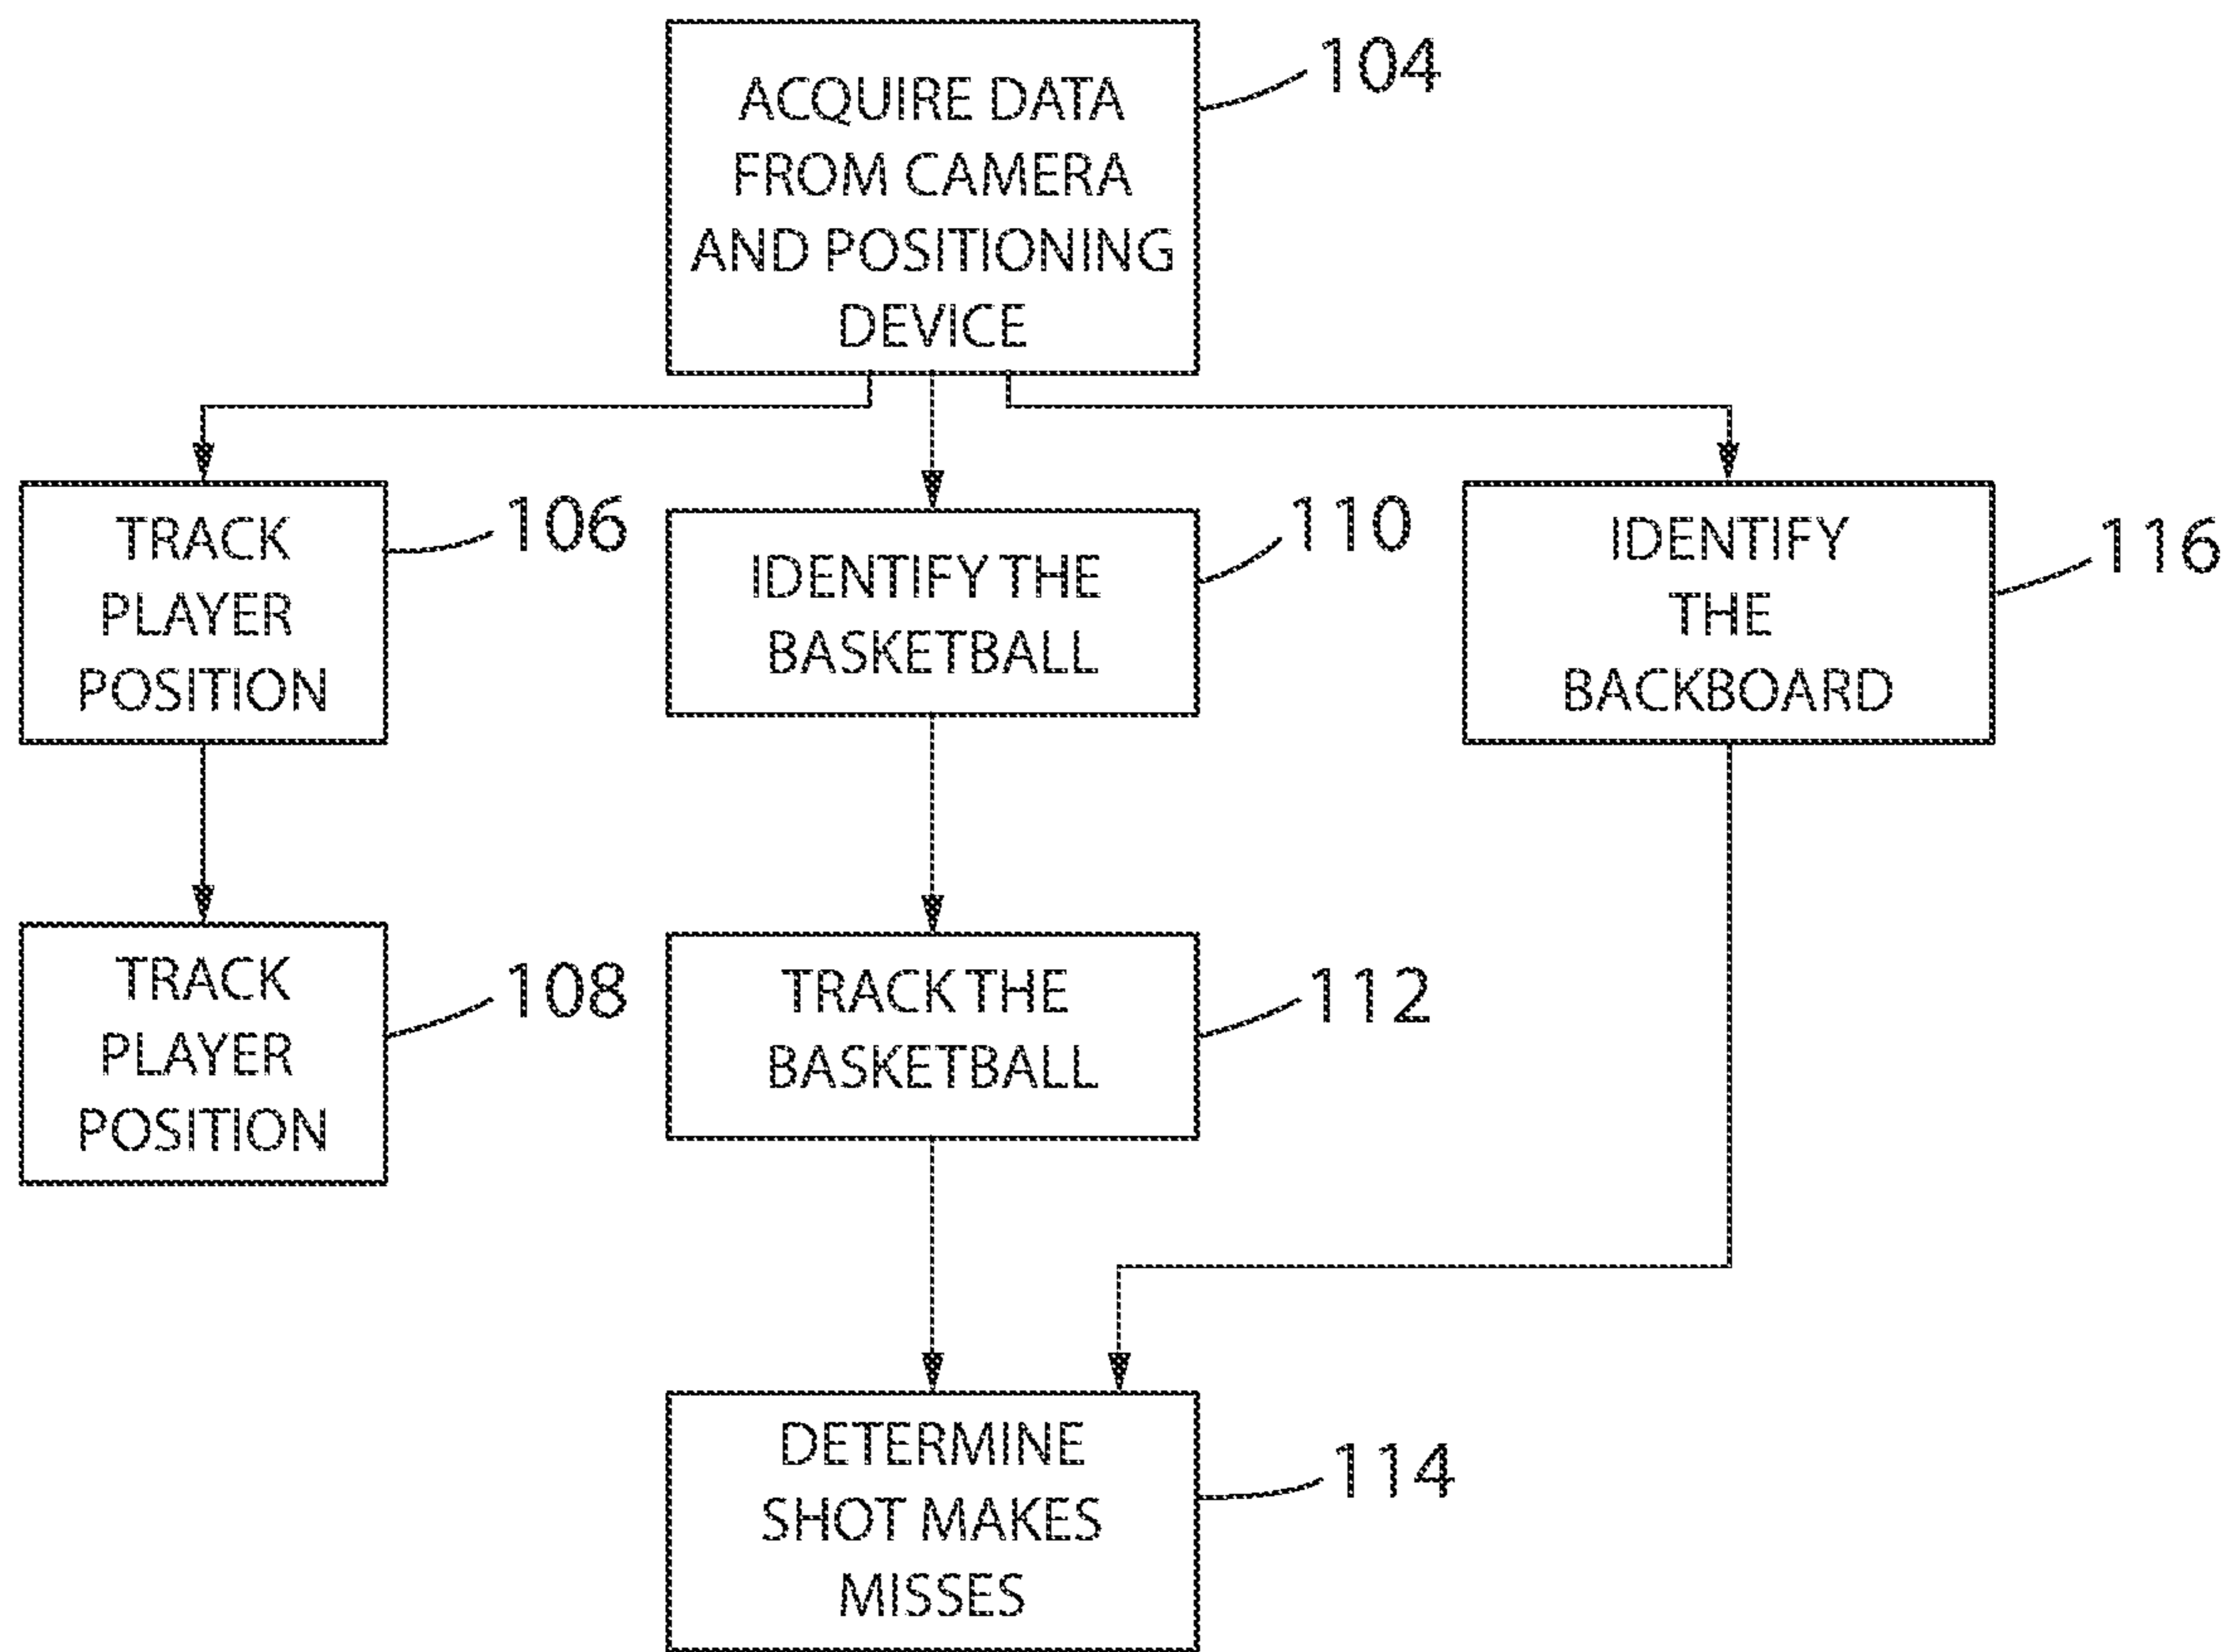 ACQUIRE DATA
FROM CAMERA
AND POSITIONING
DEVICE
104
TRACK
PLAYER
POSITION
106
IDENTIFY THE
BASKETBALL
110
IDENTIFY
THE
BACKBOARD
116
TRACK
PLAYER
POSITION
108
TRACK THE
BASKETBALL
112
DETERMINE
SHOT MAKES
MISSES
114